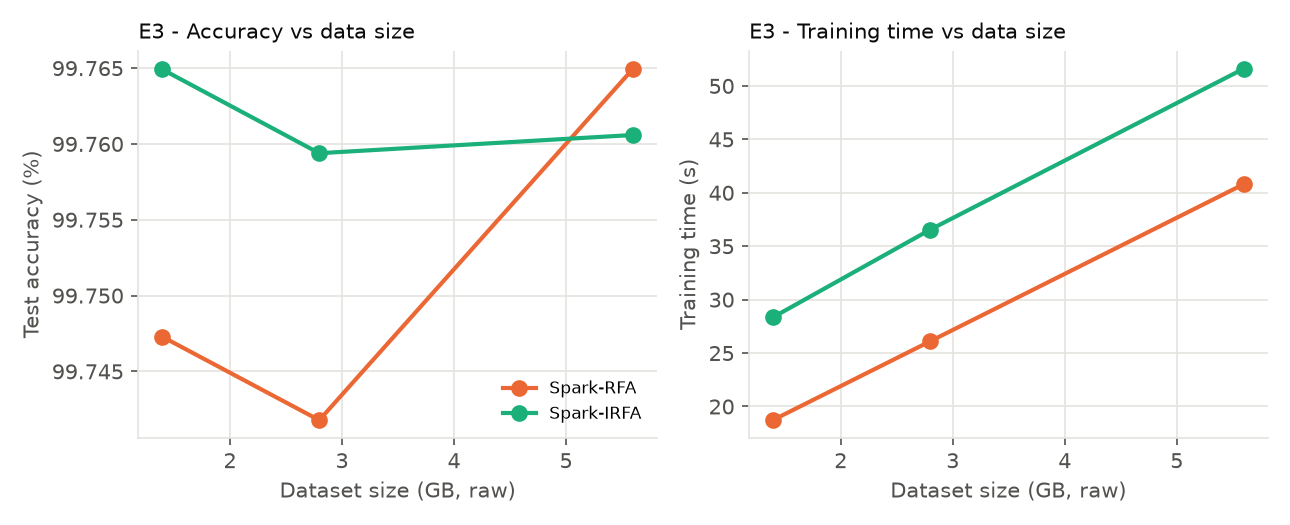 E3 - Accuracy vs data size
Test accuracy (%)
99.765
99.760
99.755
99.750
99.745
2 3 4 5
Dataset size (GB, raw)
Spark-RFA
Spark-IRFA
E3 - Training time vs data size
Training time (s)
50
45
40
35
30
25
20
2 3 4 5
Dataset size (GB, raw)